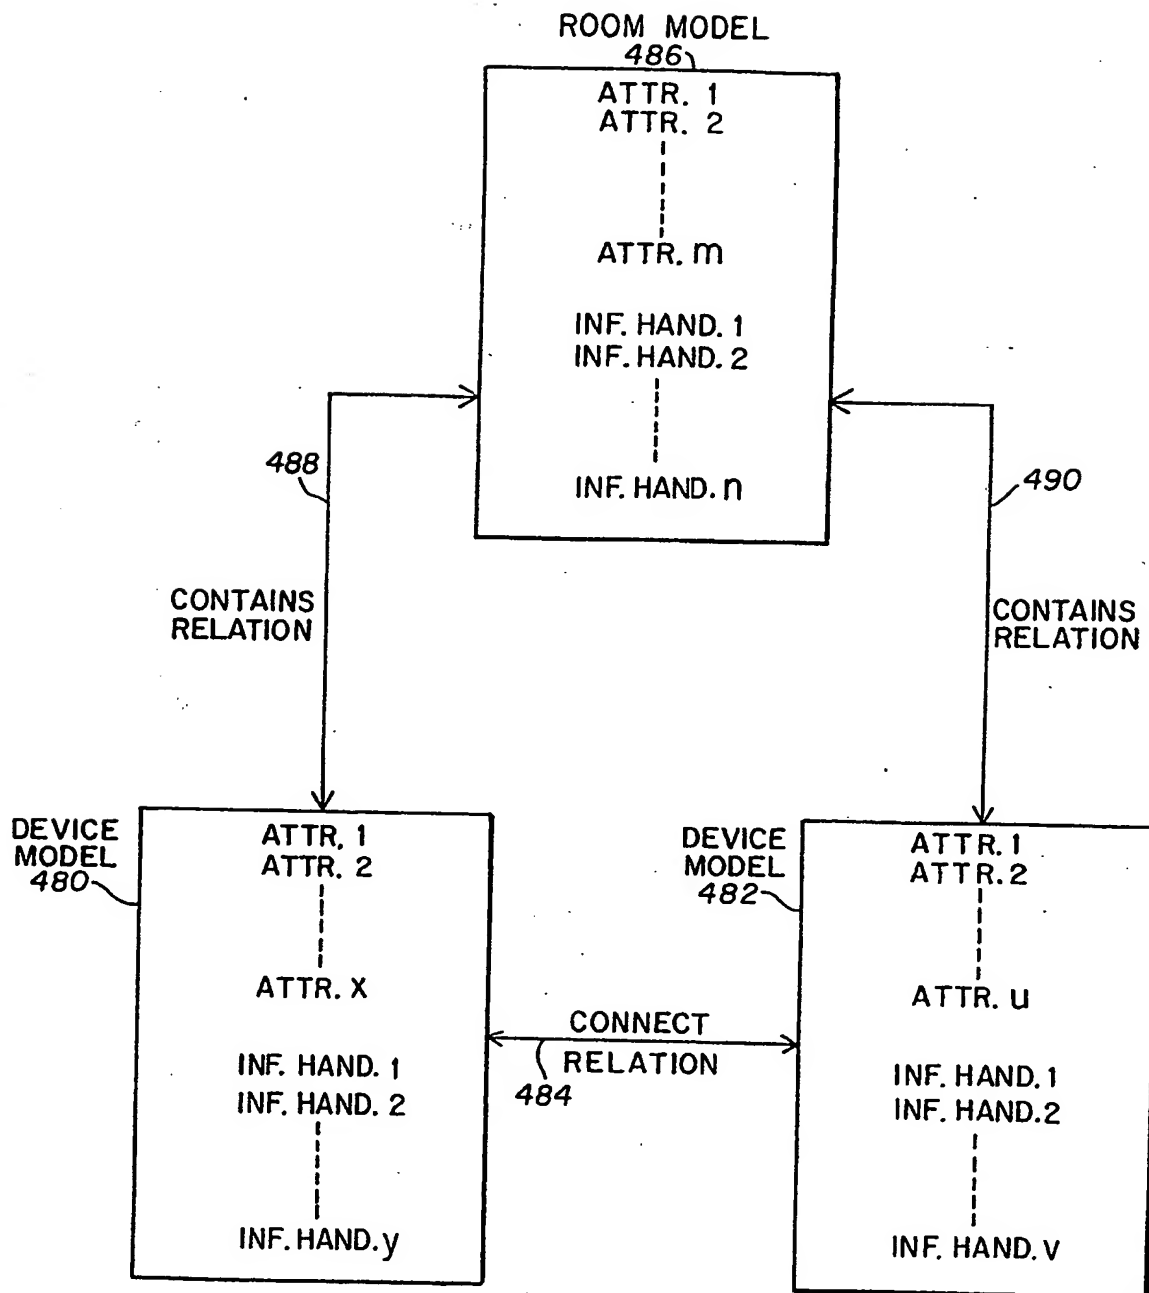 ROOM MODEL
486
ATTR. 1
ATTR. 2
ATTR. m
INF. HAND. 1
INF. HAND. 2
INF. HAND. n
488
490
CONTAINS
RELATION
CONTAINS
RELATION
DEVICE
MODEL
480
ATTR. 1
ATTR. 2
ATTR. x
INF. HAND. 1
INF. HAND. 2
INF. HAND. y
CONNECT
RELATION
484
DEVICE
MODEL
482
ATTR. 1
ATTR. 2
ATTR. u
INF. HAND. 1
INF. HAND. 2
INF. HAND. v